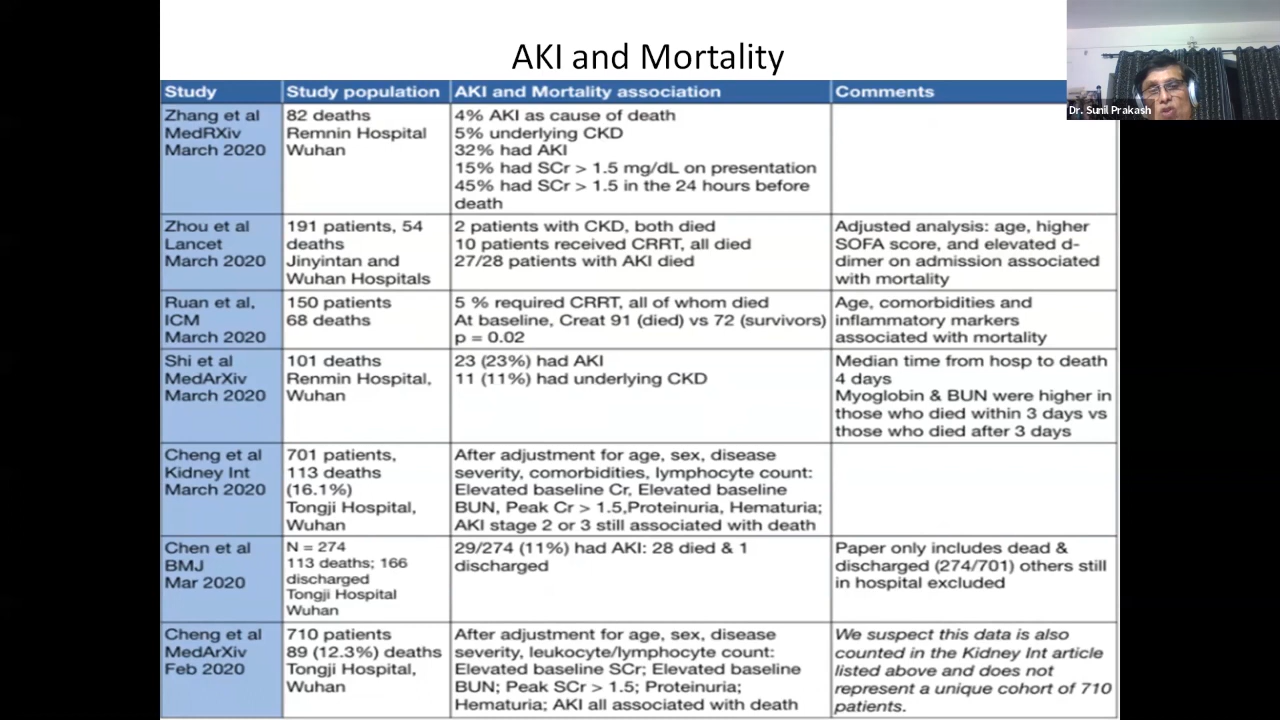 AKI and Mortality
Dr. Sunil Prakash
Study
Study population
AKI and Mortality association
Comments
Zhang et al
MedRXiv
March 2020
82 deaths
Remnin Hospital
Wuhan
4% AKI as cause of death
5% underlying CKD
32% had AKI
15% had SCr > 1.5 mg/dL on presentation
45% had SCr > 1.5 in the 24 hours before
death
Zhou et al
Lancet
March 2020
191 patients, 54
deaths
Jinyintan and
Wuhan Hospitals
2 patients with CKD, both died
10 patients received CRRT, all died
27/28 patients with AKI died
Adjusted analysis: age, higher
SOFA score, and elevated d-
dimer on admission associated
with mortality
Ruan et al,
ICM
March 2020
150 patients
68 deaths
5 % required CRRT, all of whom died
At baseline, Creat 91 (died) vs 72 (survivors)
p = 0.02
Age, comorbidities and
inflammatory markers
associated with mortality
Shi et al
MedArXiv
March 2020
101 deaths
Renmin Hospital,
Wuhan
23 (23%) had AKI
11 (11%) had underlying CKD
Median time from hosp to death
4 days
Myoglobin & BUN were higher in
those who died within 3 days vs
those who died after 3 days
Cheng et al
Kidney Int
March 2020
701 patients,
113 deaths
(16.1%)
Tongji Hospital,
Wuhan
After adjustment for age, sex, disease
severity, comorbidities, lymphocyte count:
Elevated baseline Cr, Elevated baseline
BUN, Peak Cr > 1.5,Proteinuria, Hematuria;
AKI stage 2 or 3 still associated with death
Chen et al
BMJ
Mar 2020
N = 274
113 deaths; 166
discharged
Tongji Hospital
Wuhan
29/274 (11%) had AKI: 28 died & 1
discharged
Paper only includes dead &
discharged (274/701) others still
in hospital excluded
Cheng et al
MedArXiv
Feb 2020
710 patients
89 (12.3%) deaths
Tongji Hospital,
Wuhan
After adjustment for age, sex, disease
severity, leukocyte/lymphocyte count:
Elevated baseline SCr; Elevated baseline
BUN; Peak SCr > 1.5; Proteinuria;
Hematuria; AKI all associated with death
We suspect this data is also
counted in the Kidney Int article
listed above and does not
represent a unique cohort of 710
patients.